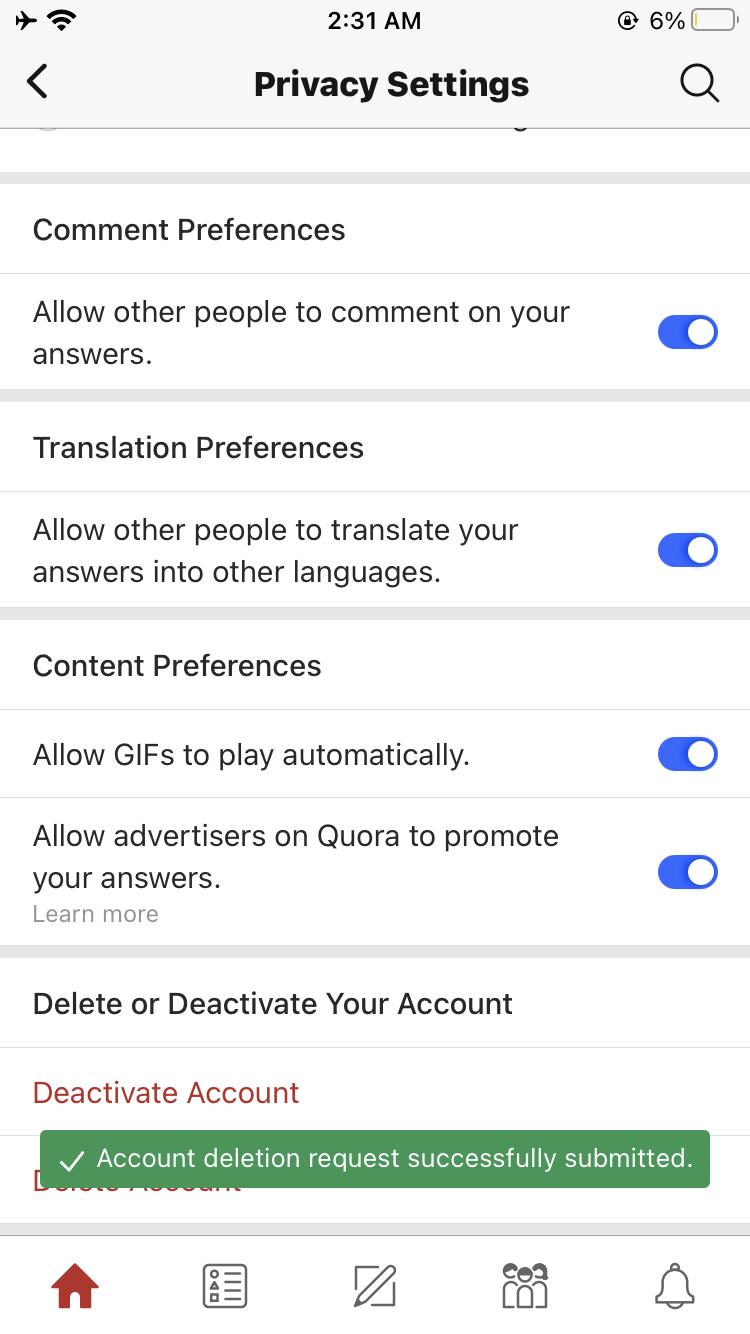 2:31 AM
6%
Privacy Settings
Comment Preferences
Allow other people to comment on your
answers.
Translation Preferences
Allow other people to translate your
answers into other languages.
Content Preferences
Allow GIFs to play automatically.
Allow advertisers on Quora to promote
your answers.
Learn more
Delete or Deactivate Your Account
Deactivate Account
Account deletion request successfully submitted.
Delete Account